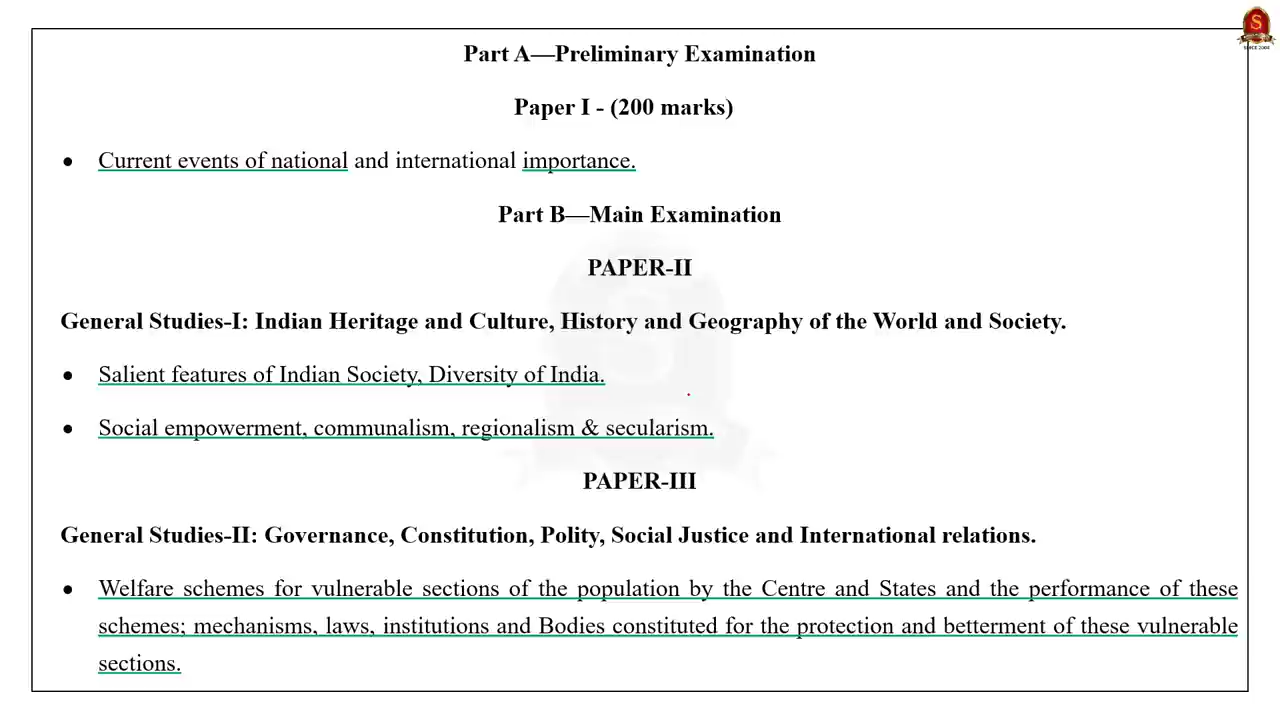 S
SINCE 2004
Part A—Preliminary Examination
Paper I - (200 marks)
• Current events of national and international importance.
Part B—Main Examination
PAPER-II
General Studies-I: Indian Heritage and Culture, History and Geography of the World and Society.
• Salient features of Indian Society, Diversity of India.
• Social empowerment, communalism, regionalism & secularism.
PAPER-III
General Studies-II: Governance, Constitution, Polity, Social Justice and International relations.
• Welfare schemes for vulnerable sections of the population by the Centre and States and the performance of these
schemes; mechanisms, laws, institutions and Bodies constituted for the protection and betterment of these vulnerable
sections.